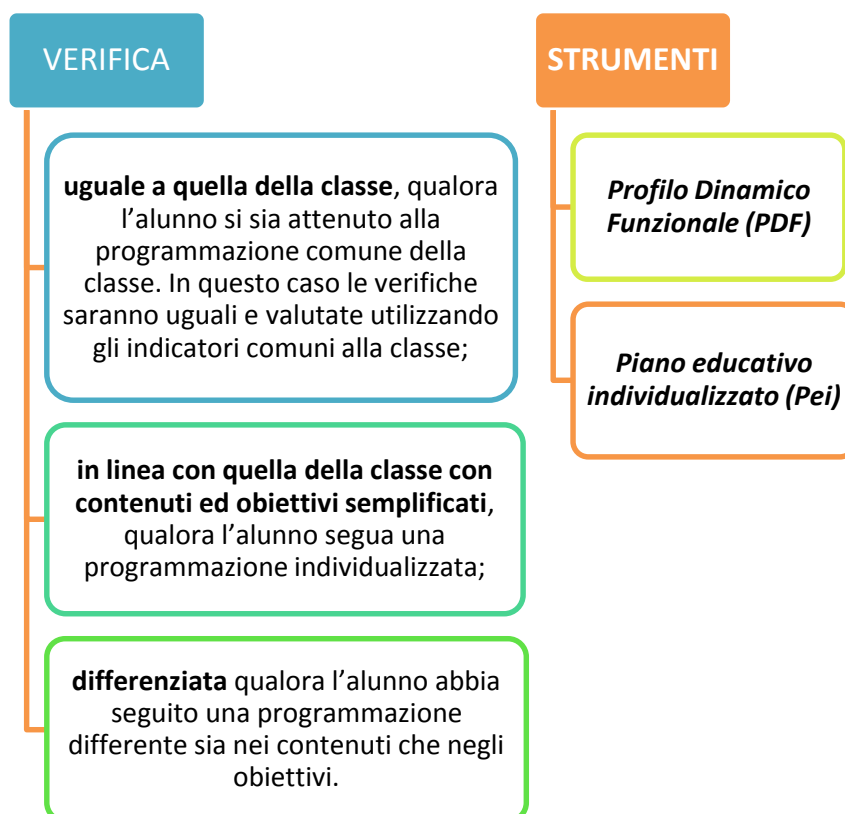 VERIFICA
uguale a quella della classe, qualora
l’alunno si sia attenuto alla
programmazione comune della
classe. In questo caso le verifiche
saranno uguali e valutate utilizzando
gli indicatori comuni alla classe;
in linea con quella della classe con
contenuti ed obiettivi semplificati,
qualora l’alunno segua una
programmazione individualizzata;
differenziata qualora l’alunno abbia
seguito una programmazione
differente sia nei contenuti che negli
obiettivi.
STRUMENTI
Profilo Dinamico
Funzionale (PDF)
Piano educativo
individualizzato (Pei)